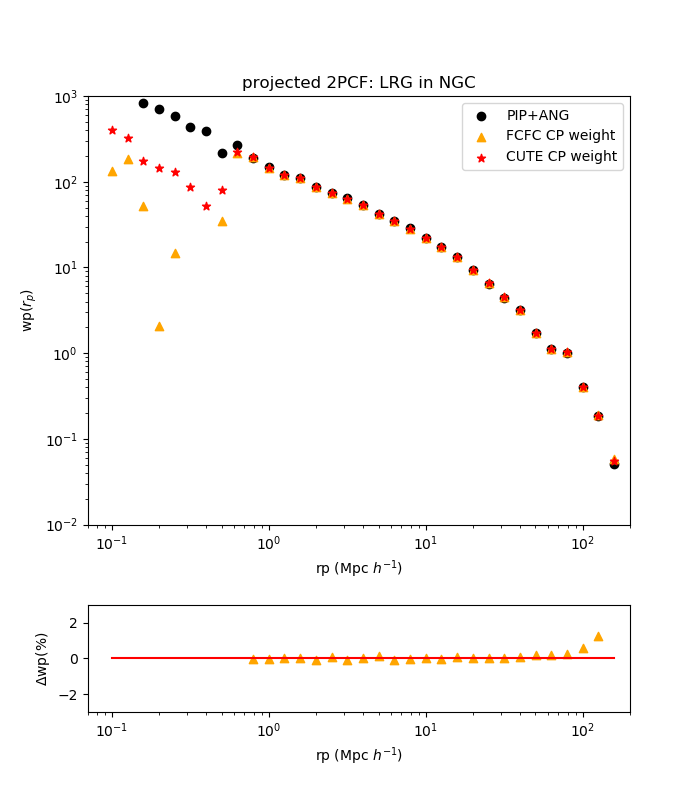 projected 2PCF: LRG in NGC
10³
10²
10¹
10⁰
10⁻¹
10⁻²
wp(rₚ)
PIP+ANG
FCFC CP weight
CUTE CP weight
10⁻¹ 10⁰ 10¹ 10²
rp (Mpc h⁻¹)
2
0
−2
Δwp(%)
10⁻¹ 10⁰ 10¹ 10²
rp (Mpc h⁻¹)